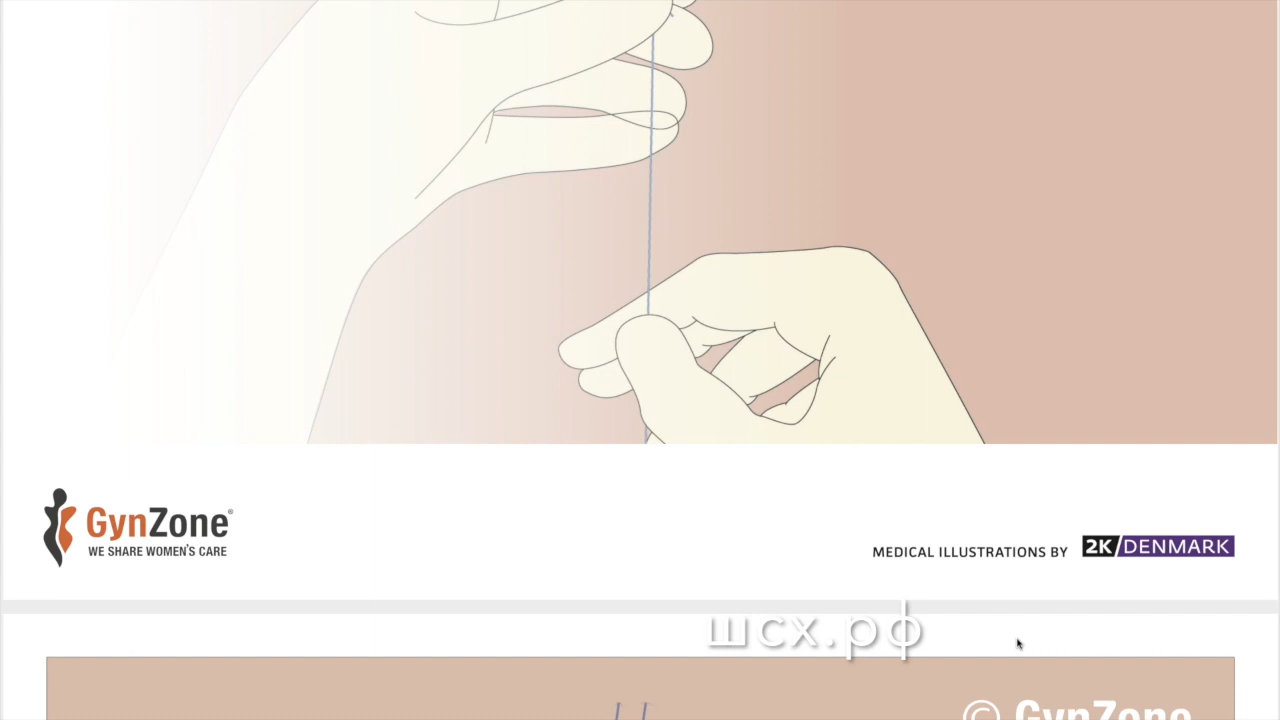 GynZone®
WE SHARE WOMEN'S CARE
MEDICAL ILLUSTRATIONS BY 2K/DENMARK
шсх.рф
© GynZone